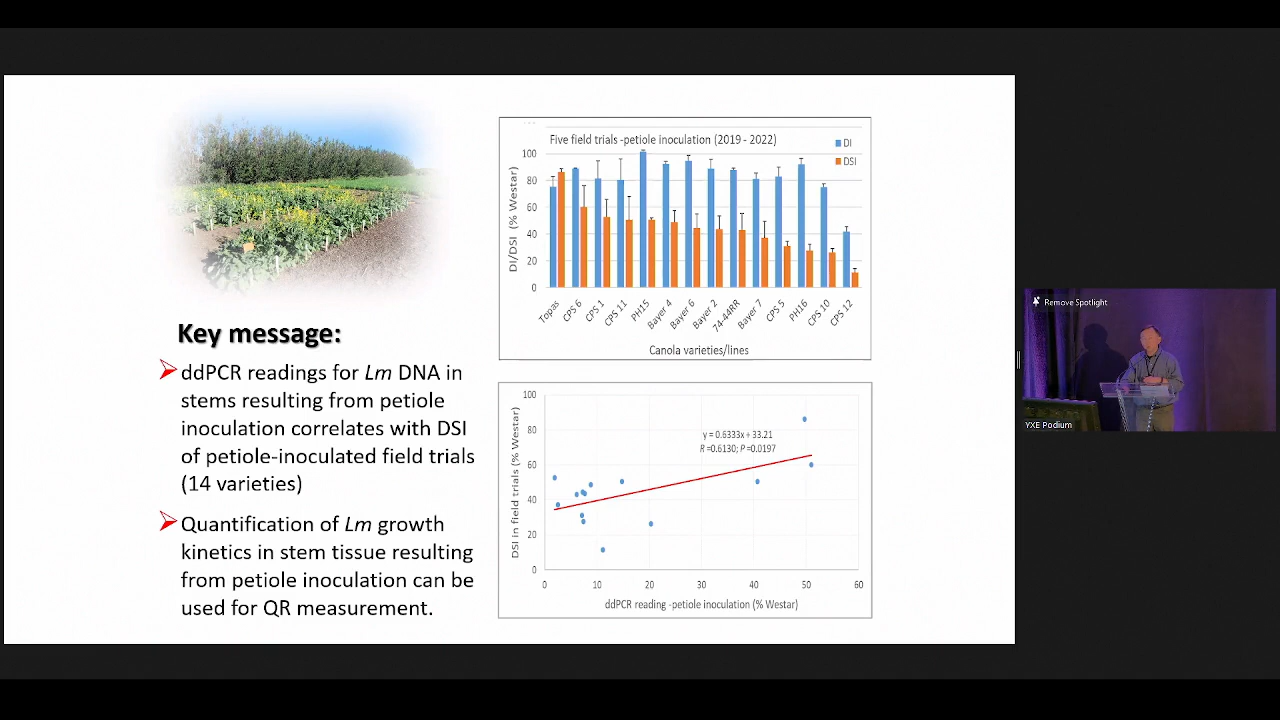 Key message:
ddPCR readings for Lm DNA in
stems resulting from petiole
inoculation correlates with DSI
of petiole-inoculated field trials
(14 varieties)
Quantification of Lm growth
kinetics in stem tissue resulting
from petiole inoculation can be
used for QR measurement.
Five field trials -petiole inoculation (2019 - 2022)
DI
DSI
DI/DSI (% Westar)
100
80
60
40
20
0
Topas
CPS 6
CPS 1
CPS 11
PH15
Bayer 4
Bayer 6
Bayer 2
74-44RR
Bayer 7
CPS 5
PH16
CPS 10
CPS 12
Canola varieties/lines
DSI in field trials (% Westar)
100
80
60
40
20
0
y = 0.6333x + 33.21
R =0.6130; P =0.0197
0 10 20 30 40 50 60
ddPCR reading -petiole inoculation (% Westar)
Remove Spotlight
YXE Podium